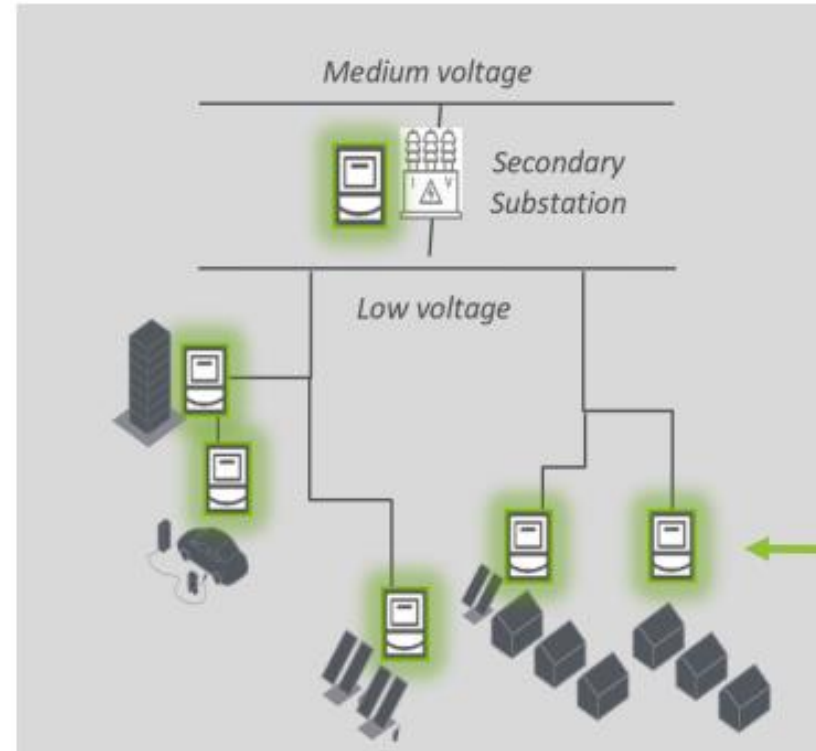 Medium voltage
I V
Secondary
Substation
Low voltage